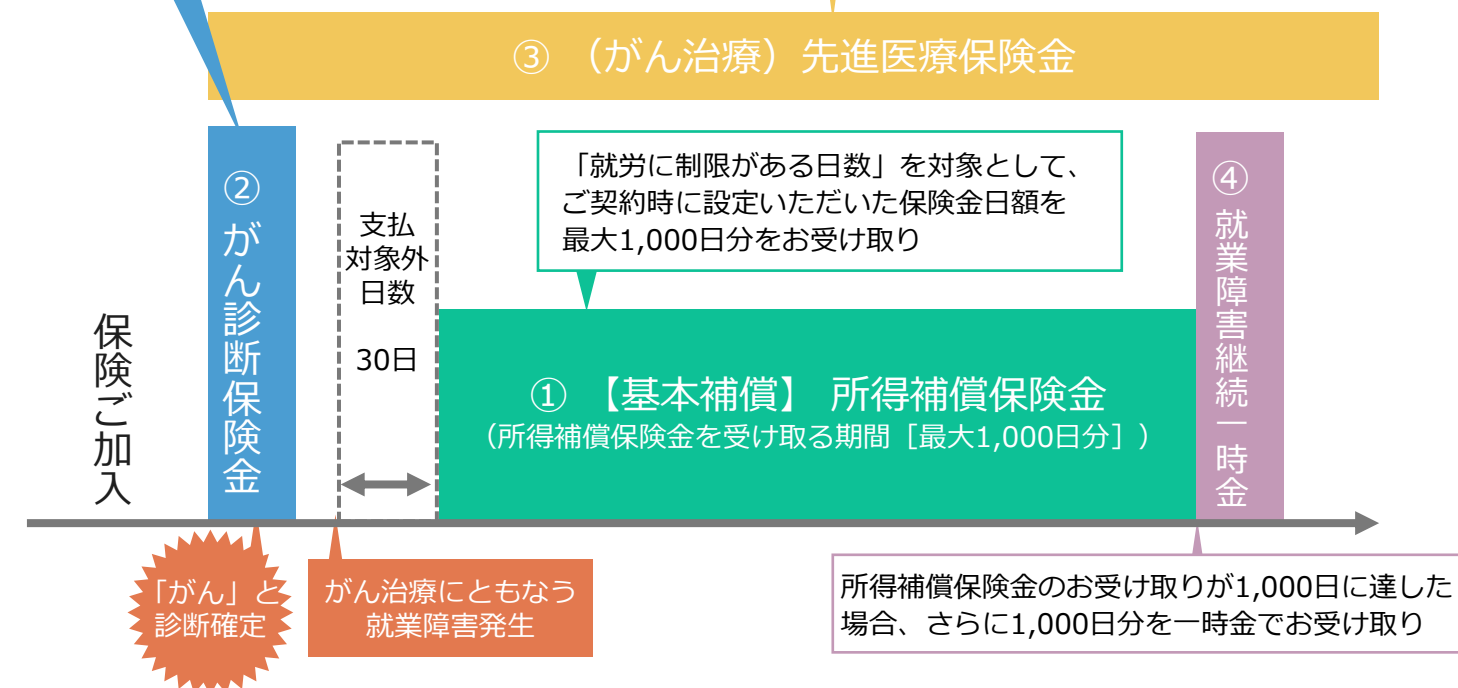 ③ （がん治療）先進医療保険金
② がん診断保険金
支払
対象外
日数
30日
「就労に制限がある日数」を対象として、
ご契約時に設定いただいた保険金日額を
最大1,000日分をお受け取り
④ 就業障害継続一時金
保険ご加入
① 【基本補償】 所得補償保険金
（所得補償保険金を受け取る期間［最大1,000日分］）
「がん」と
診断確定
がん治療にともなう
就業障害発生
所得補償保険金のお受け取りが1,000日に達した
場合、さらに1,000日分を一時金でお受け取り